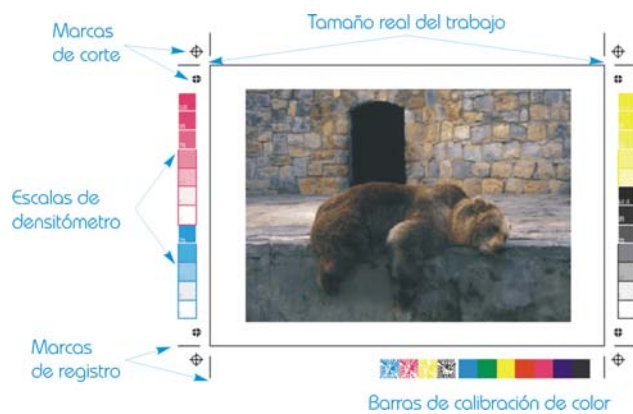 Marcas
de corte
Tamaño real del trabajo
Escalas de
densitómetro
Marcas
de registro
Barras de calibración de color